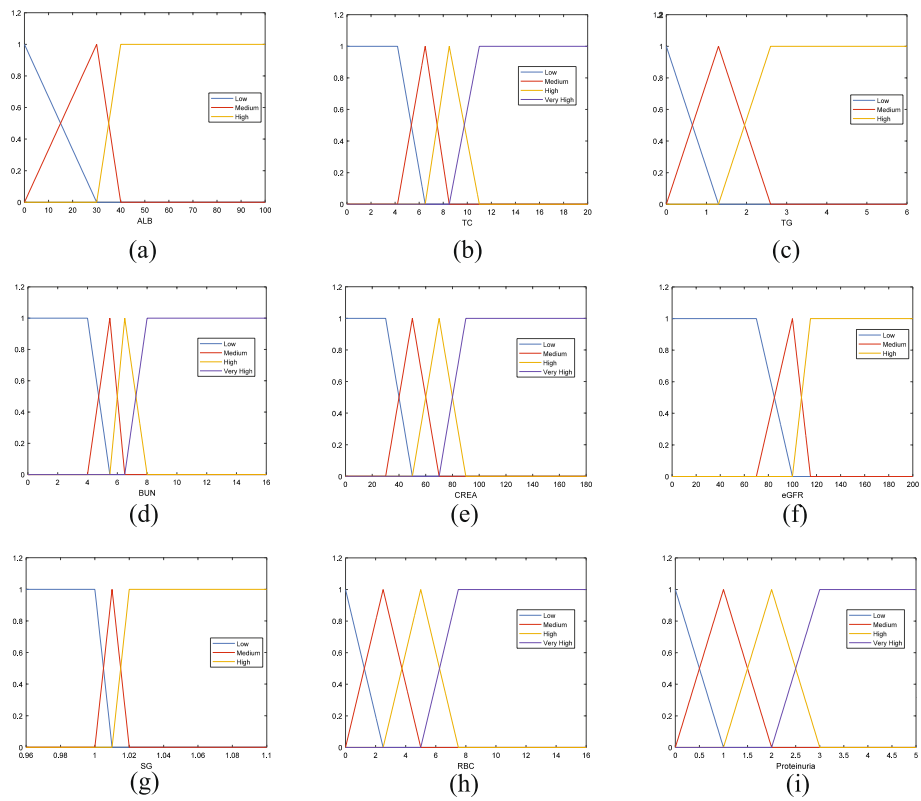 1.2
1
0.8
0.6
0.4
0.2
0
0 10 20 30 40 50 60 70 80 90 100
ALB
Low
Medium
High
(a)
1.2
1
0.8
0.6
0.4
0.2
0
0 2 4 6 8 10 12 14 16 18 20
TC
Low
Medium
High
Very High
(b)
1
0.8
0.6
0.4
0.2
0
0 1 2 3 4 5 6
TG
Low
Medium
High
(c)
1.2
1
0.8
0.6
0.4
0.2
0
0 2 4 6 8 10 12 14 16
BUN
Low
Medium
High
Very High
(d)
1.2
1
0.8
0.6
0.4
0.2
0
0 20 40 60 80 100 120 140 160 180
CREA
Low
Medium
High
Very High
(e)
1.2
1
0.8
0.6
0.4
0.2
0
0 20 40 60 80 100 120 140 160 180 200
eGFR
Low
Medium
High
(f)
1.2
1
0.8
0.6
0.4
0.2
0
0.96 0.98 1 1.02 1.04 1.06 1.08 1.1
SG
Low
Medium
High
(g)
1.2
1
0.8
0.6
0.4
0.2
0
0 2 4 6 8 10 12 14 16
RBC
Low
Medium
High
Very High
(h)
1.2
1
0.8
0.6
0.4
0.2
0
0 0.5 1 1.5 2 2.5 3 3.5 4 4.5 5
Proteinuria
Low
Medium
High
Very High
(i)